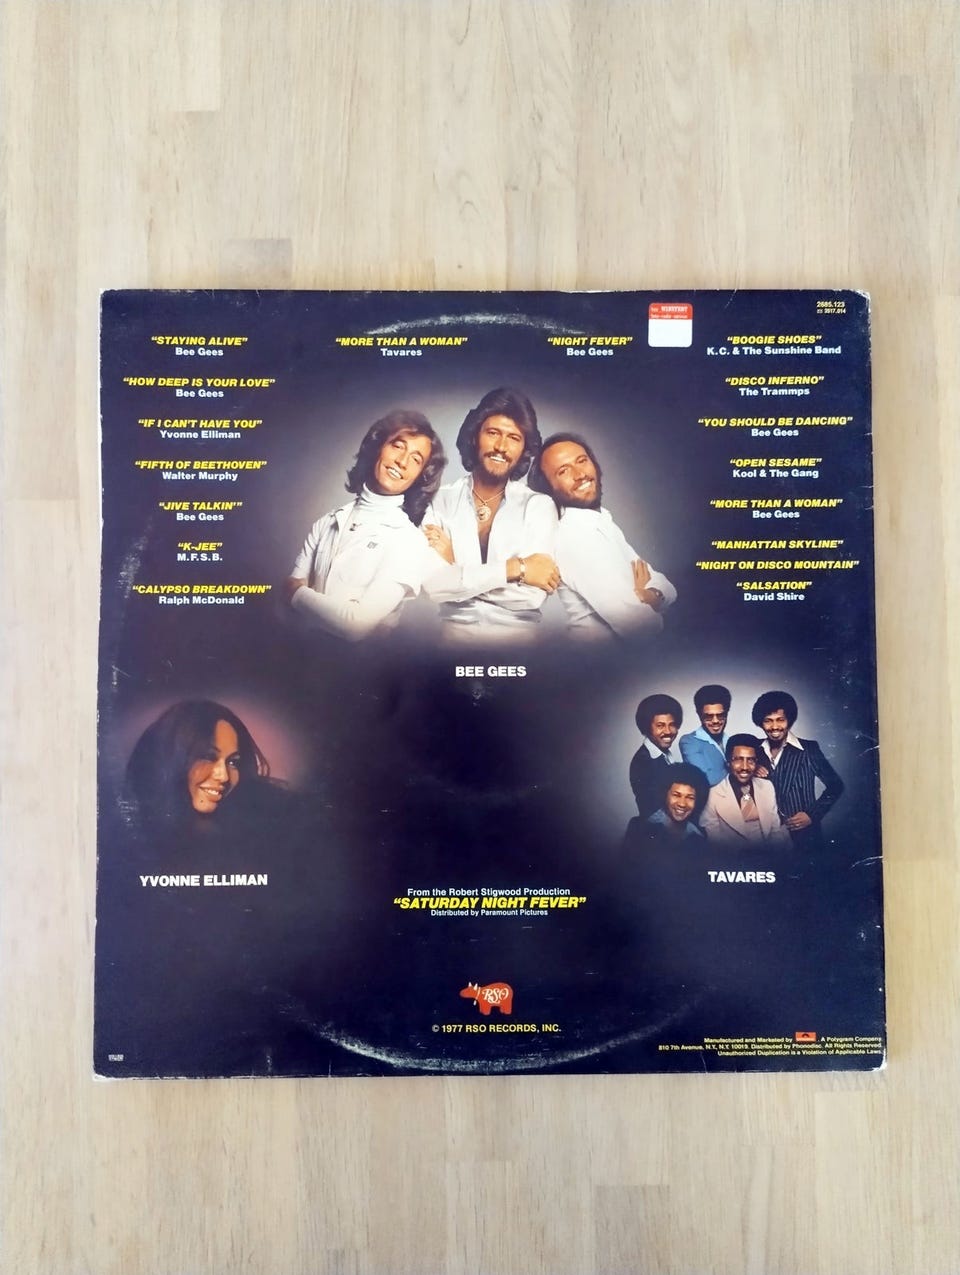 2685.123
2617.014
"STAYING ALIVE"
Bee Gees
"MORE THAN A WOMAN"
Tavares
"NIGHT FEVER"
Bee Gees
"BOOGIE SHOES"
K.C. & The Sunshine Band
"HOW DEEP IS YOUR LOVE"
Bee Gees
"DISCO INFERNO"
The Trammps
"IF I CAN'T HAVE YOU"
Yvonne Elliman
"YOU SHOULD BE DANCING"
Bee Gees
"FIFTH OF BEETHOVEN"
Walter Murphy
"OPEN SESAME"
Kool & The Gang
"JIVE TALKIN'"
Bee Gees
"MORE THAN A WOMAN"
Bee Gees
"K-JEE"
M.F.S.B.
"MANHATTAN SKYLINE"
"NIGHT ON DISCO MOUNTAIN"
"CALYPSO BREAKDOWN"
Ralph McDonald
"SALSATION"
David Shire
BEE GEES
YVONNE ELLIMAN
TAVARES
From the Robert Stigwood Production
"SATURDAY NIGHT FEVER"
Distributed by Paramount Pictures
RSO
© 1977 RSO RECORDS, INC.
Manufactured and Marketed by . A Polygram Company
810 7th Avenue, N.Y., N.Y. 10019. Distributed by Phonodisc. All Rights Reserved.
Unauthorized Duplication is a Violation of Applicable Laws.